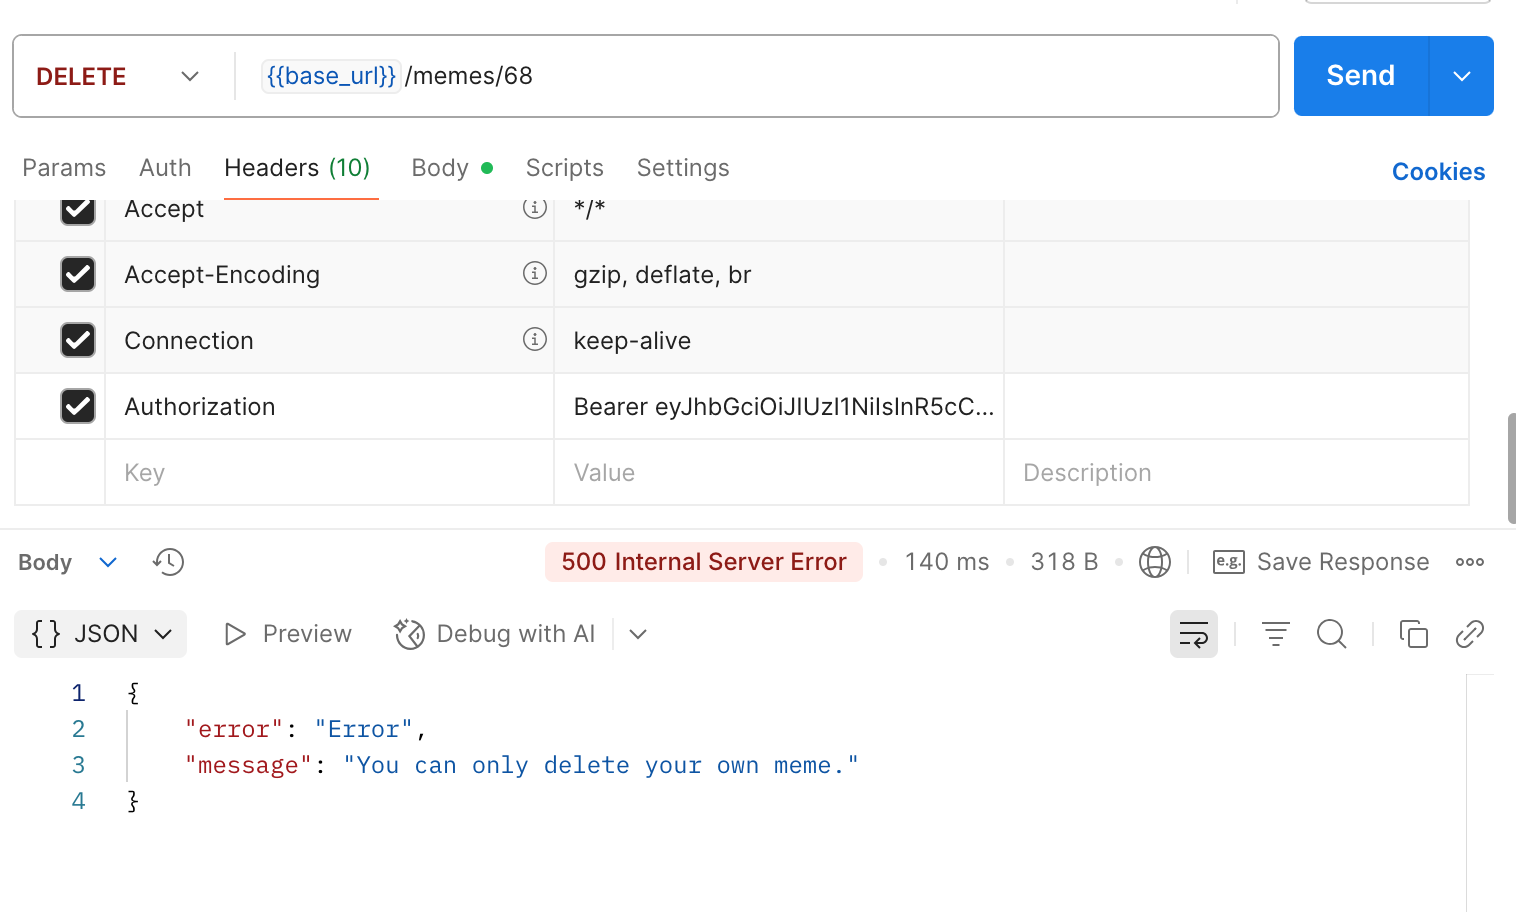 DELETE {{base_url}}/memes/68 Send
Params Auth Headers (10) Body Scripts Settings Cookies
Accept */*
Accept-Encoding gzip, deflate, br
Connection keep-alive
Authorization Bearer eyJhbGciOiJIUzI1NiIsInR5cC...
Key Value Description
Body 500 Internal Server Error 140 ms 318 B e.g. Save Response
{} JSON Preview Debug with AI
1 {
2 "error": "Error",
3 "message": "You can only delete your own meme."
4 }